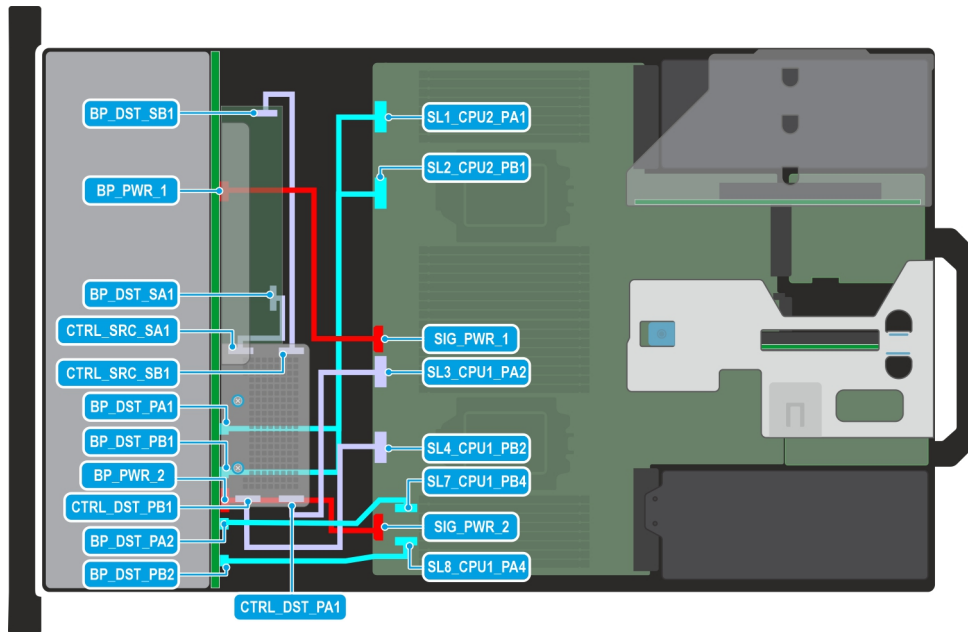 BP_DST_SB1
BP_PWR_1
BP_DST_SA1
CTRL_SRC_SA1
CTRL_SRC_SB1
BP_DST_PA1
BP_DST_PB1
BP_PWR_2
CTRL_DST_PB1
BP_DST_PA2
BP_DST_PB2
CTRL_DST_PA1
SL1_CPU2_PA1
SL2_CPU2_PB1
SIG_PWR_1
SL3_CPU1_PA2
SL4_CPU1_PB2
SL7_CPU1_PB4
SIG_PWR_2
SL8_CPU1_PA4